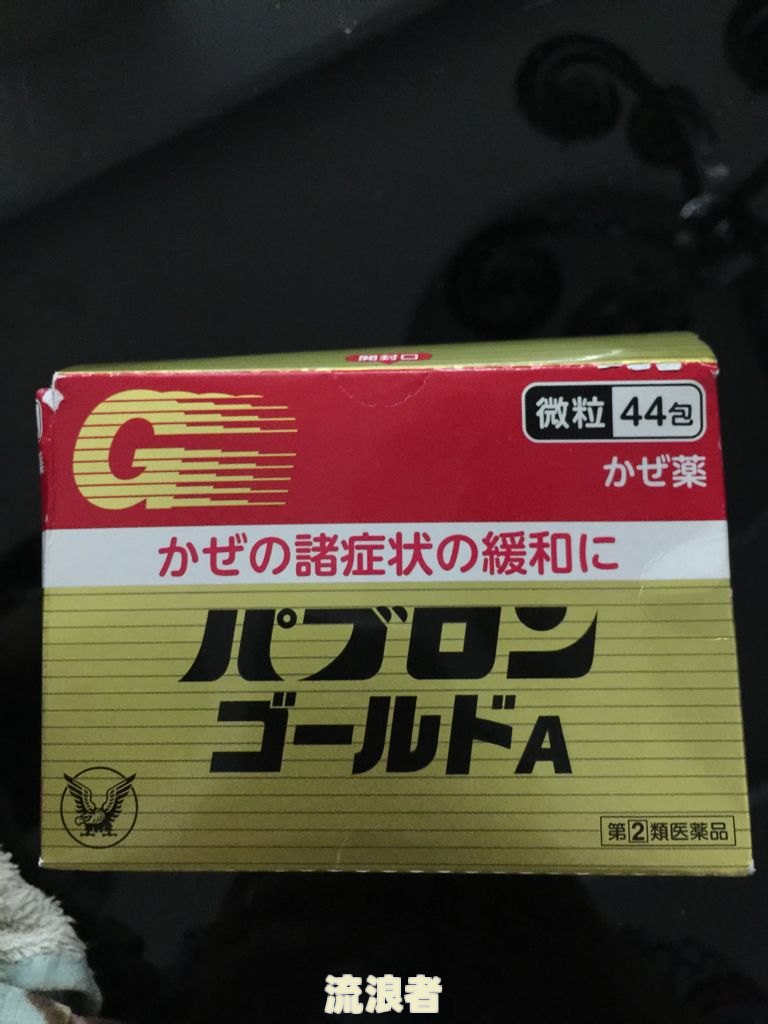 開封口
微粒 44包
かぜ薬
かぜの諸症状の緩和に
パブロン
ゴールドA
第2類医薬品
流浪者